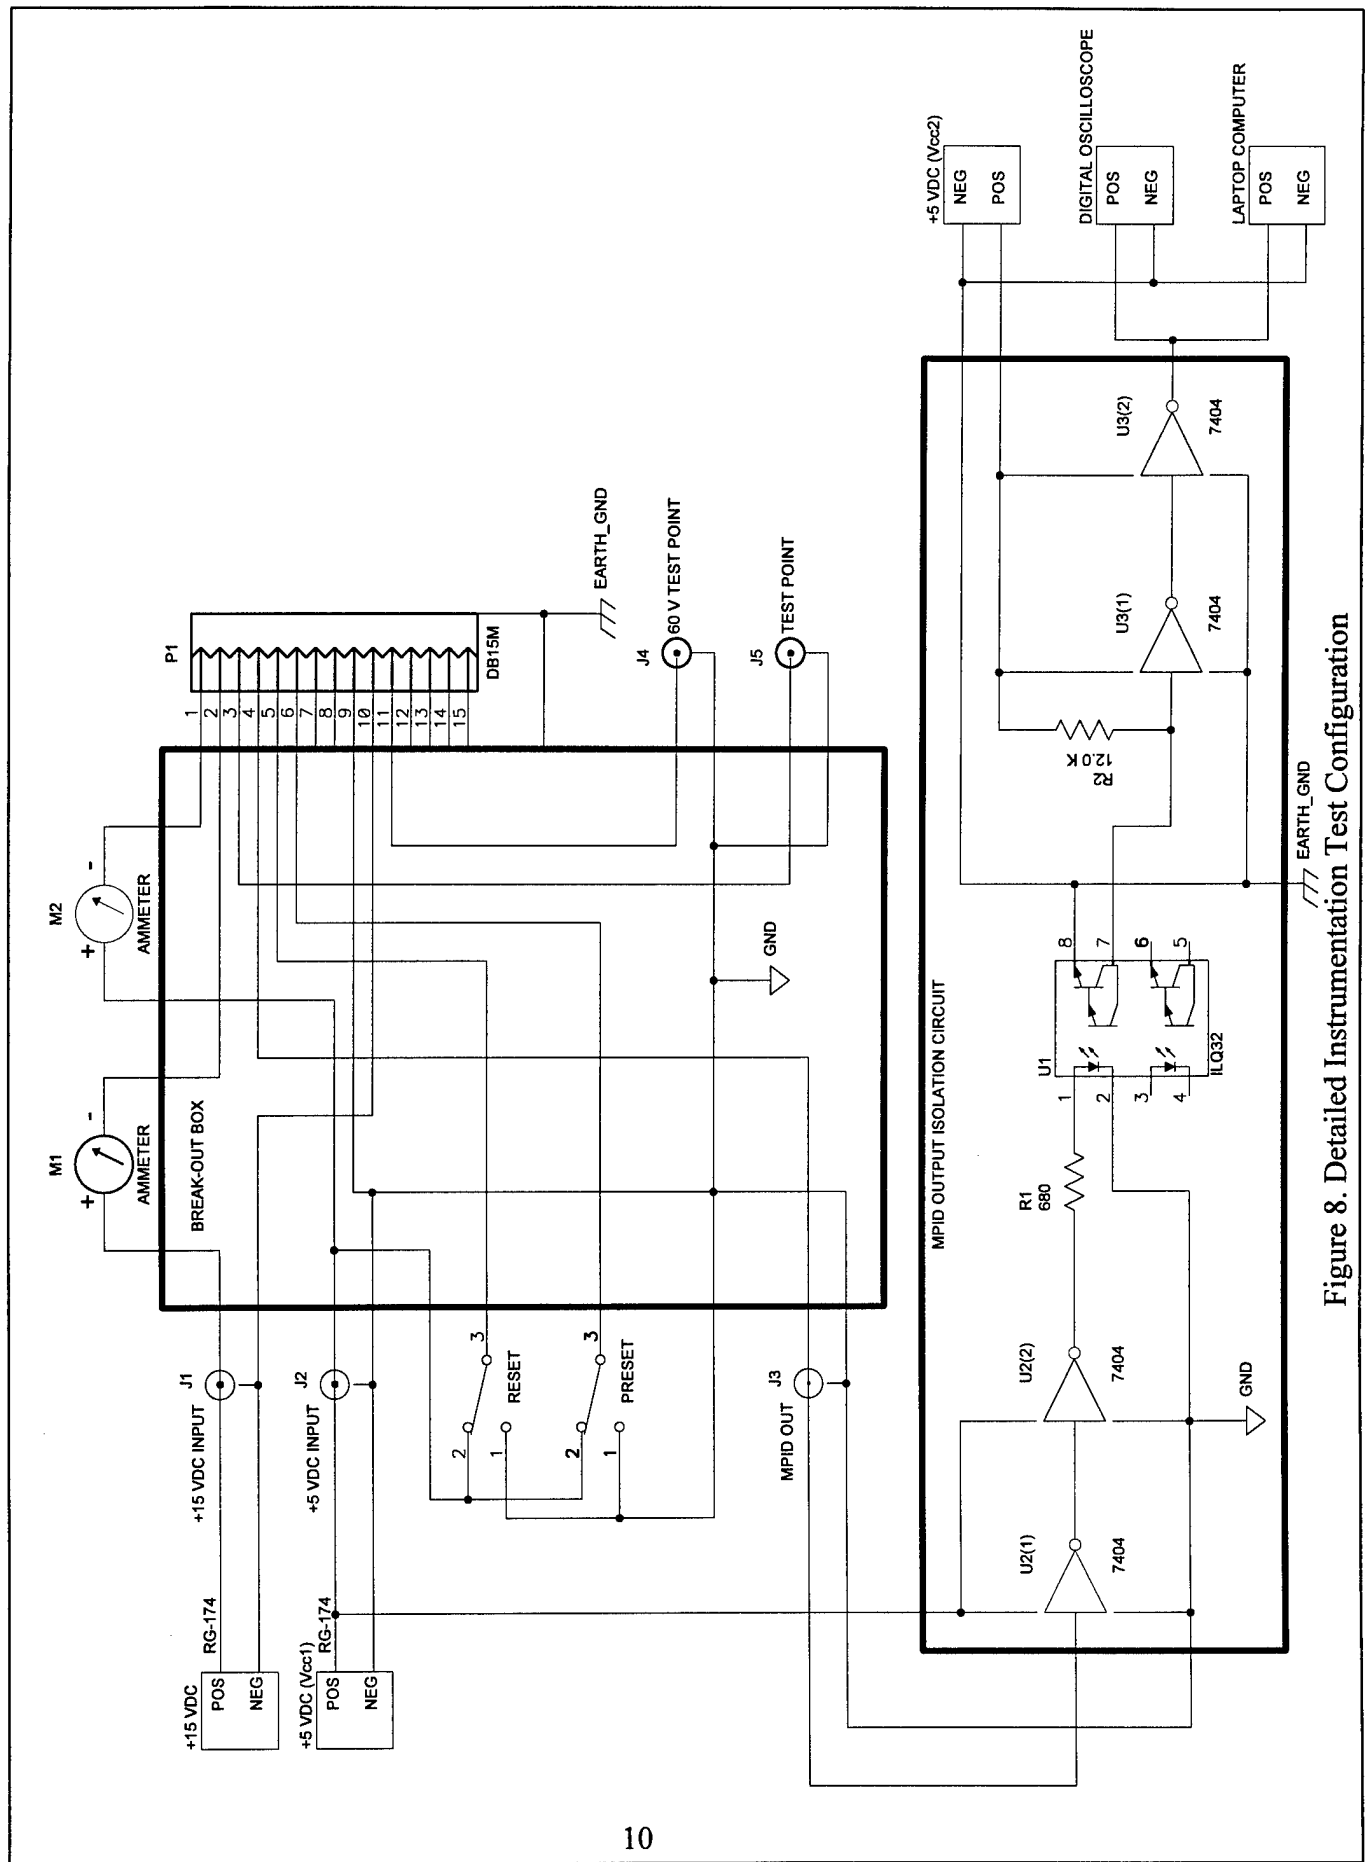 M1
+
-
AMMETER
M2
+
-
AMMETER
BREAK-OUT BOX
P1
1
2
3
4
5
6
7
8
9
10
11
12
13
14
15
DB15M
EARTH_GND
+15 VDC
POS
NEG
RG-174
+15 VDC INPUT
J1
+5 VDC (Vcc1)
POS
NEG
RG-174
+5 VDC INPUT
J2
2
1
3
RESET
2
1
3
PRESET
J4
60 V TEST POINT
J5
TEST POINT
GND
MPID OUT
J3
MPID OUTPUT ISOLATION CIRCUIT
U2(1)
7404
U2(2)
7404
GND
R1
680
U1
1
2
3
4
8
7
6
5
ILQ32
R2
12.0 K
U3(1)
7404
U3(2)
7404
EARTH_GND
+5 VDC (Vcc2)
NEG
POS
DIGITAL OSCILLOSCOPE
POS
NEG
LAPTOP COMPUTER
POS
NEG
Figure 8. Detailed Instrumentation Test Configuration
10